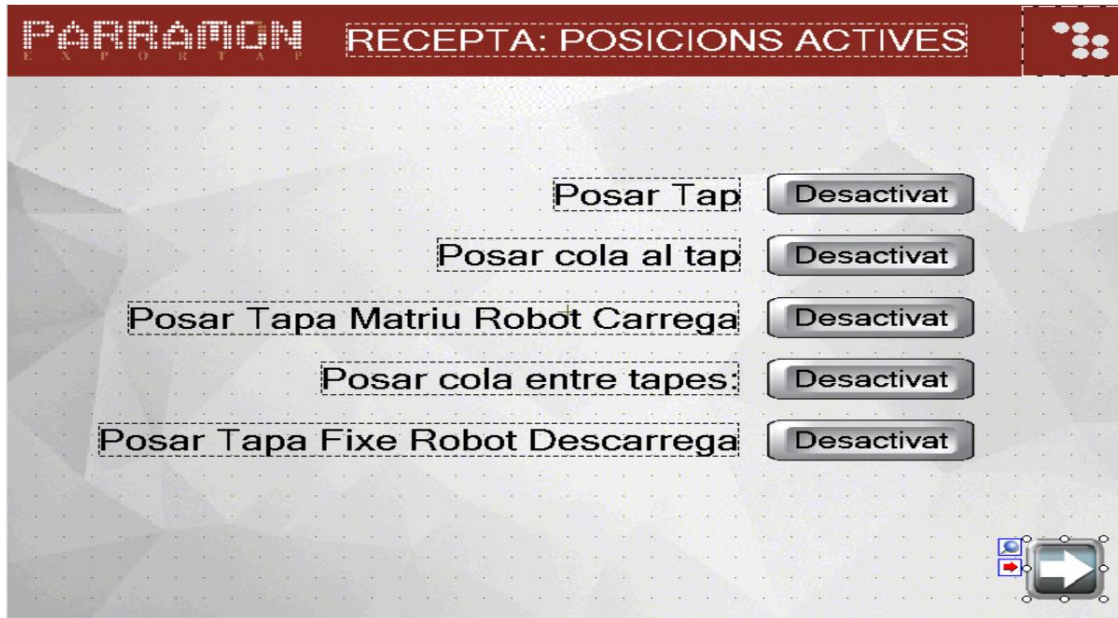 PARRAMON
EXPORTAP
RECEPTA: POSICIONS ACTIVES
Posar Tap
Desactivat
Posar cola al tap
Desactivat
Posar Tapa Matriu Robot Carrega
Desactivat
Posar cola entre tapes:
Desactivat
Posar Tapa Fixe Robot Descarrega
Desactivat